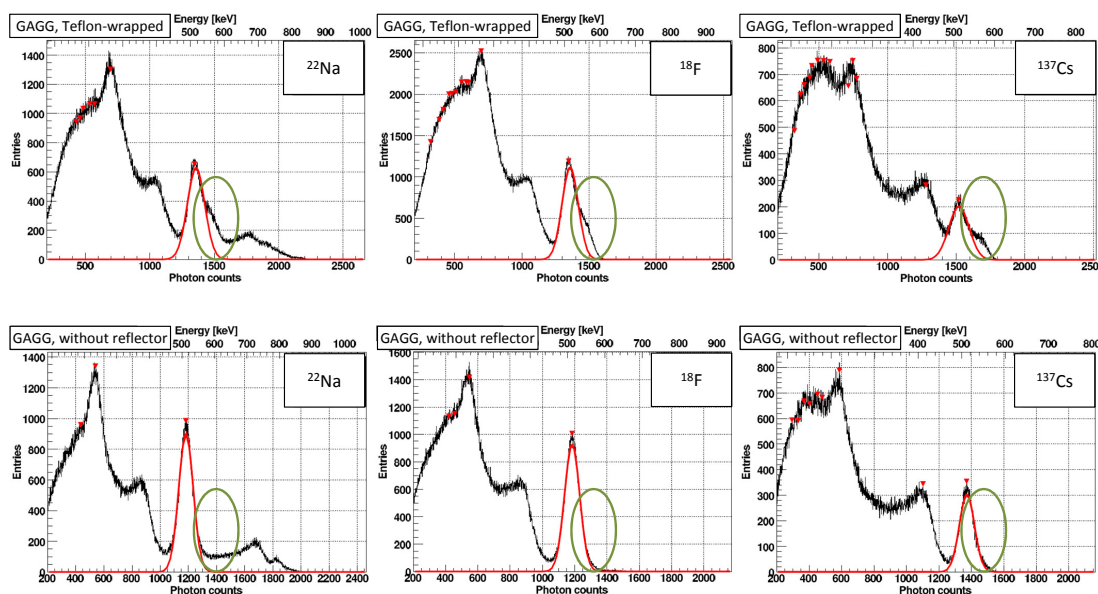 Energy [keV]
GAGG, Teflon-wrapped
400 500 600 700 800 900 1000
²²Na
Entries
1400
1200
1000
800
600
400
200
0
500 1000 1500 2000 2500
Photon counts
Energy [keV]
GAGG, Teflon-wrapped
400 500 600 700 800 900 1000
¹⁸F
Entries
2500
2000
1500
1000
500
0
500 1000 1500 2000 2500
Photon counts
Energy [keV]
GAGG, Teflon-wrapped
400 500 600 700 800
¹³⁷Cs
Entries
800
700
600
500
400
300
200
100
0
500 1000 1500 2000 2500
Photon counts
Energy [keV]
GAGG, without reflector
400 500 600 700 800 900
²²Na
Entries
1400
1200
1000
800
600
400
200
0
200 400 600 800 1000 1200 1400 1600 1800 2000 2200 2400
Photon counts
Energy [keV]
GAGG, without reflector
400 500 600 700 800 900
¹⁸F
Entries
1600
1400
1200
1000
800
600
400
200
0
200 400 600 800 1000 1200 1400 1600 1800 2000
Photon counts
Energy [keV]
GAGG, without reflector
400 500 600 700 800
¹³⁷Cs
Entries
800
700
600
500
400
300
200
100
0
400 600 800 1000 1200 1400 1600 1800 2000
Photon counts